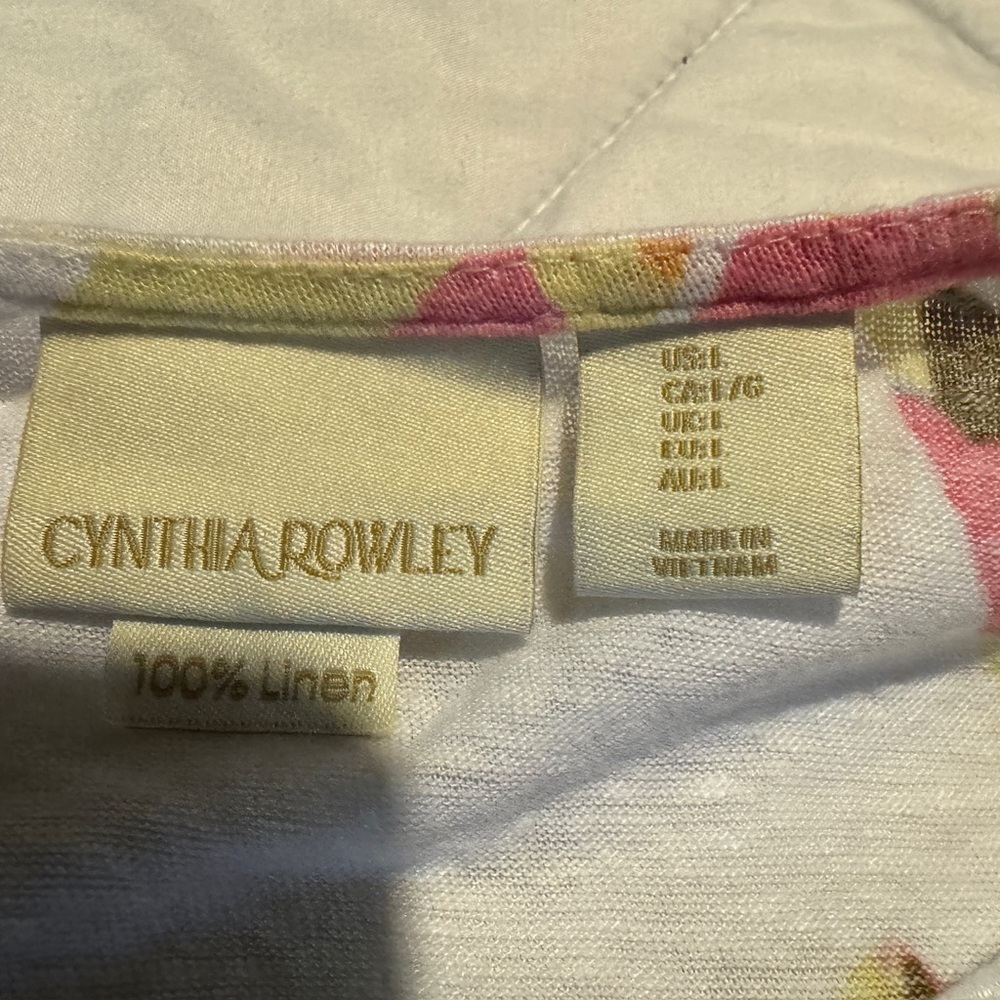 CYNTHIA ROWLEY
100% Linen
US: L
CA: L/G
UK: L
EU: L
AU: L
MADE IN
VIETNAM